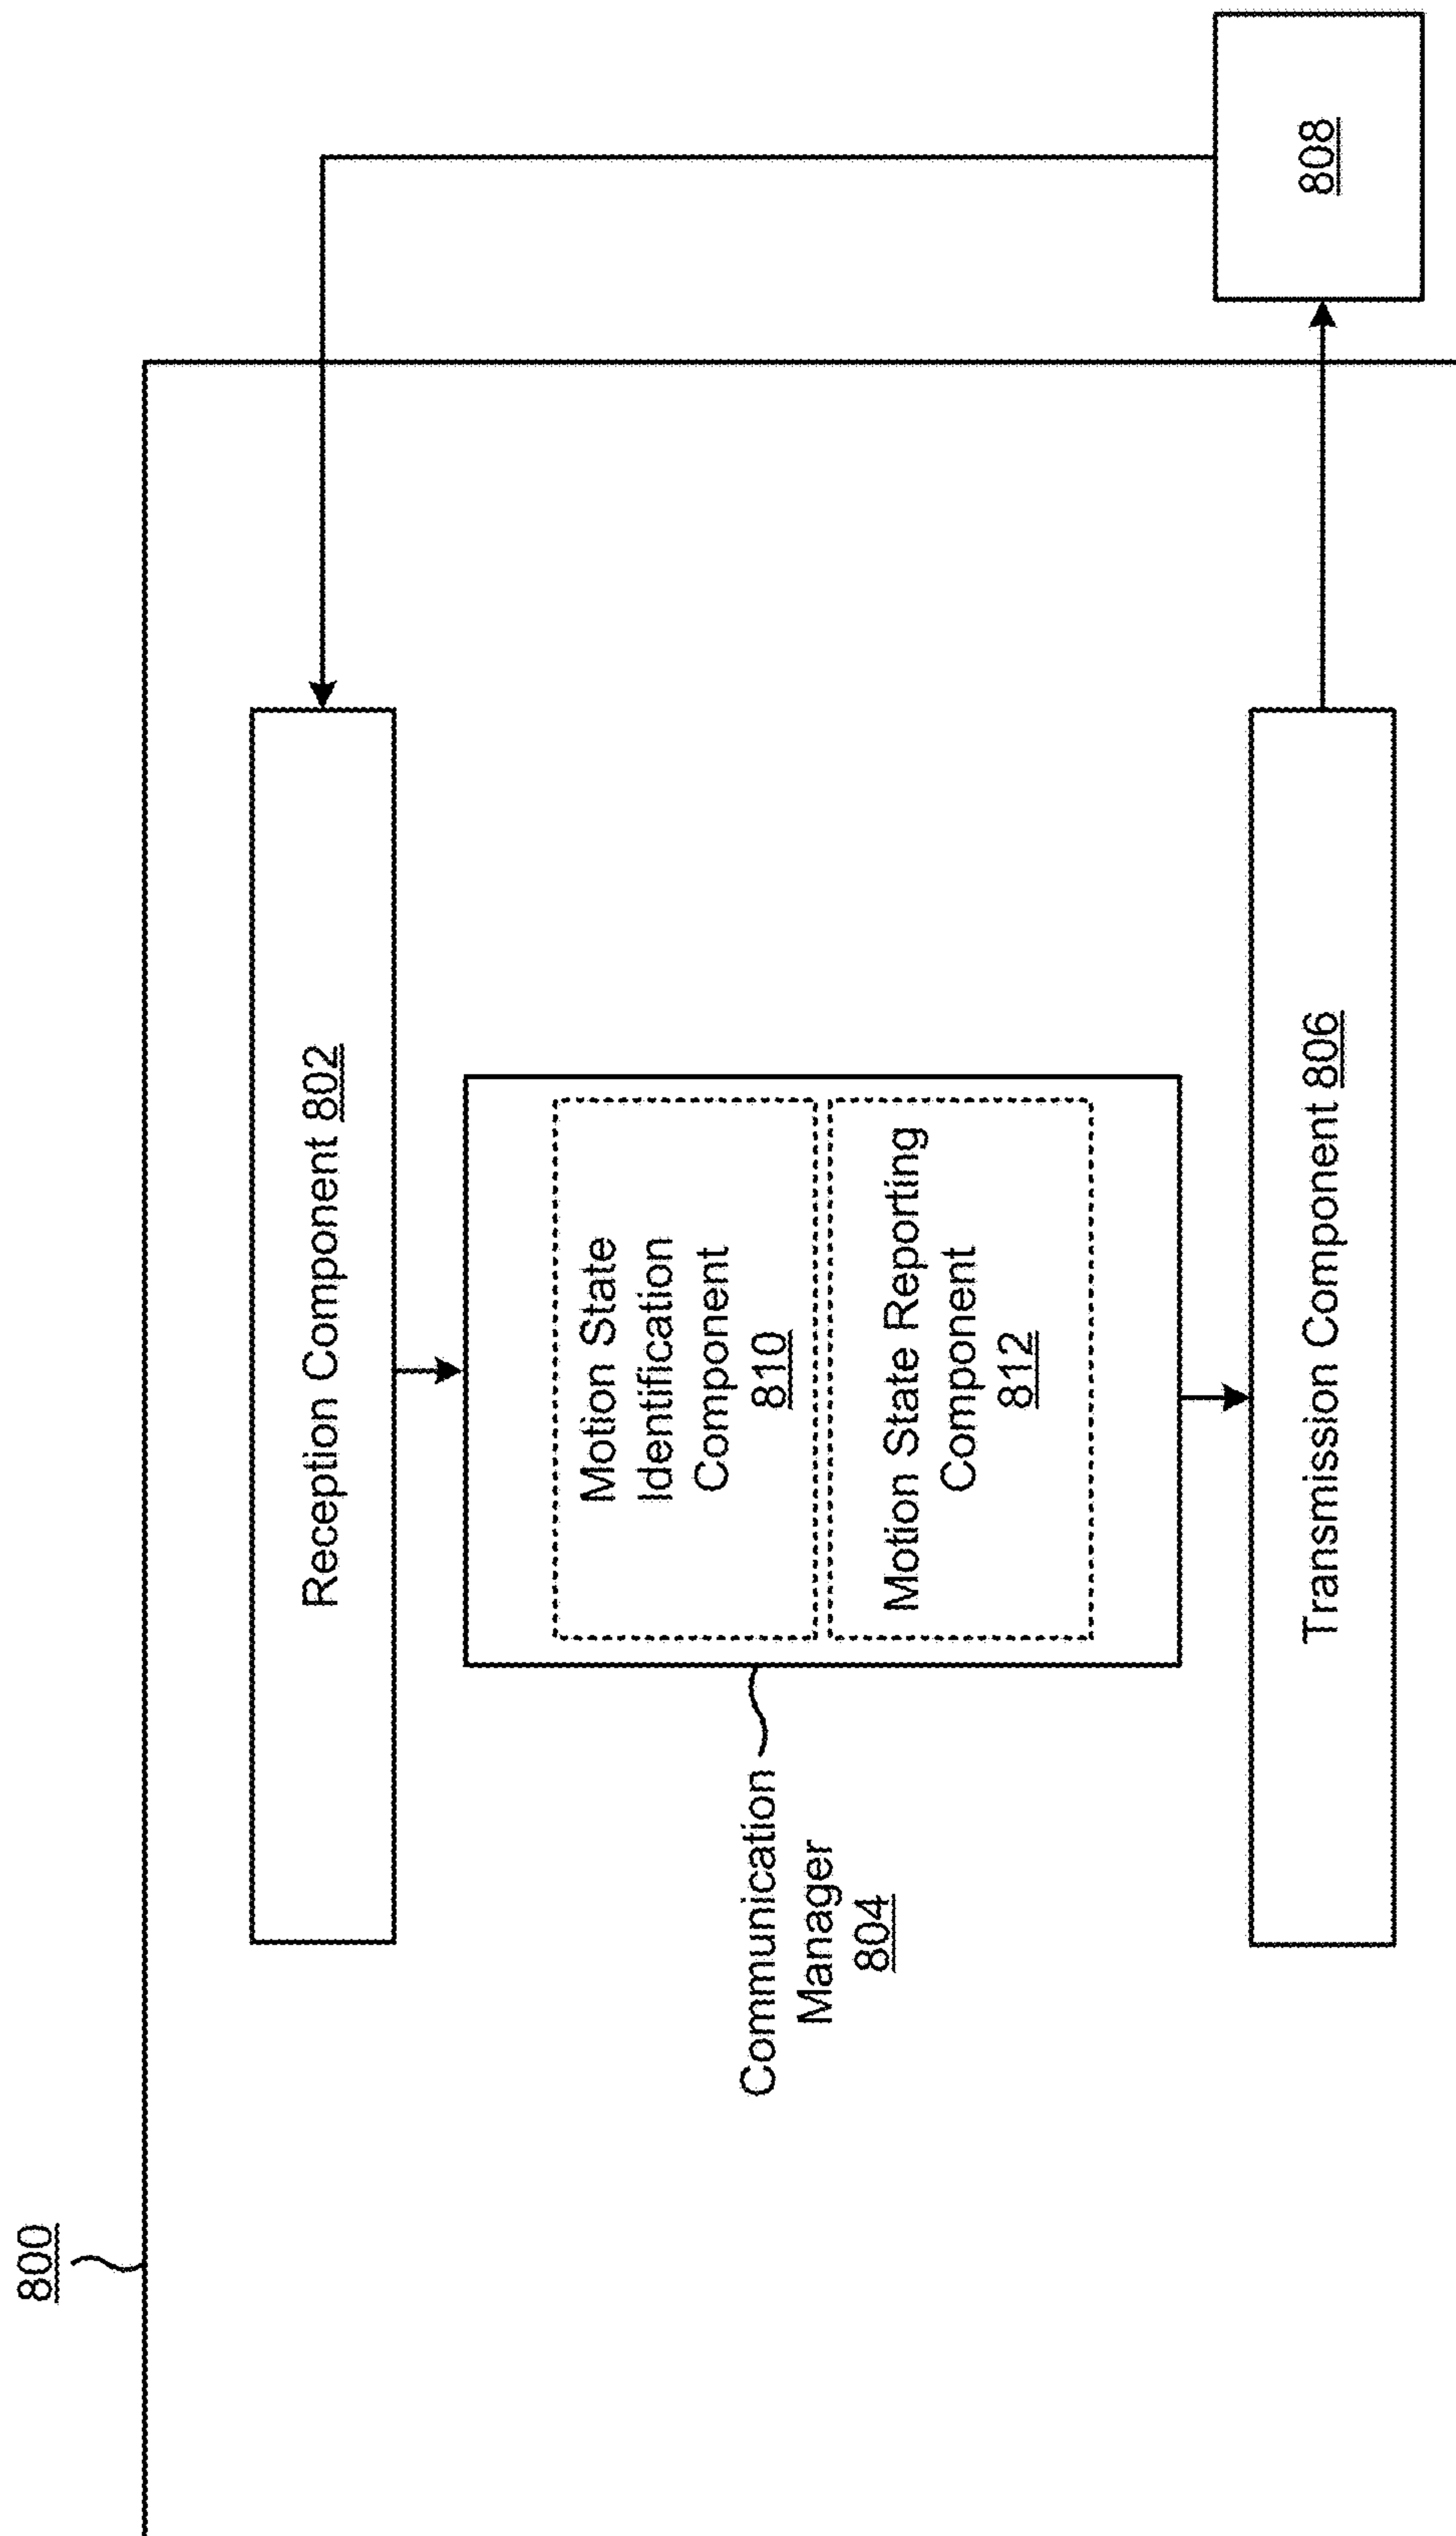 800
Reception Component 802
Motion State
Identification
Component
810
Motion State Reporting
Component
812
Communication
Manager
804
Transmission Component 806
808